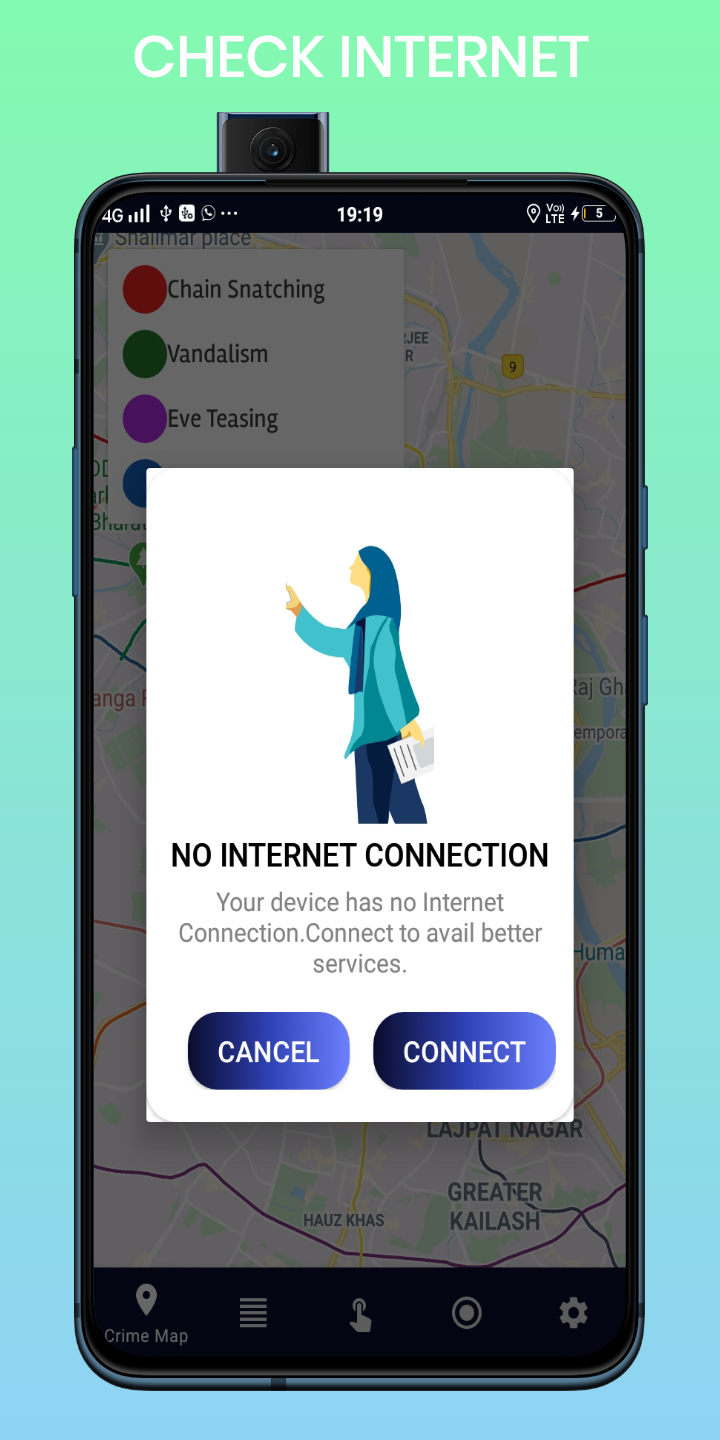 CHECK INTERNET
4G
19:19
Vo))
LTE
5
Shalimar place
Chain Snatching
Vandalism
Eve Teasing
RJEE
R
9
Bharat
anga
Raj Gha
empora
NO INTERNET CONNECTION
Your device has no Internet
Connection.Connect to avail better
services.
Huma
CANCEL
CONNECT
LAJPAT NAGAR
GREATER
KAILASH
HAUZ KHAS
Crime Map